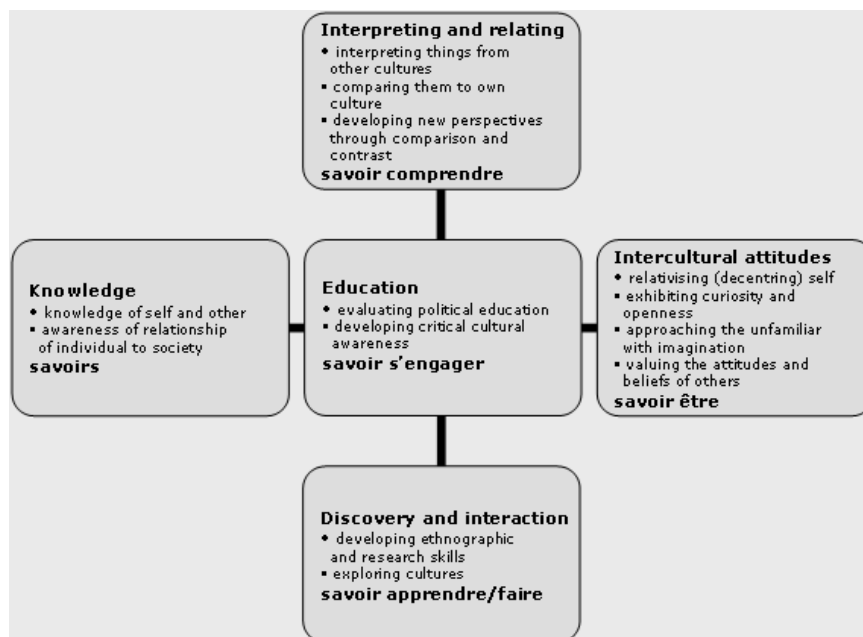 Interpreting and relating
• interpreting things from
other cultures
▪ comparing them to own
culture
▪ developing new perspectives
through comparison and
contrast
savoir comprendre
Knowledge
• knowledge of self and other
▪ awareness of relationship
of individual to society
savoirs
Education
• evaluating political education
▪ developing critical cultural
awareness
savoir s'engager
Intercultural attitudes
• relativising (decentring) self
▪ exhibiting curiosity and
openness
▪ approaching the unfamiliar
with imagination
▪ valuing the attitudes and
beliefs of others
savoir être
Discovery and interaction
• developing ethnographic
and research skills
▪ exploring cultures
savoir apprendre/faire